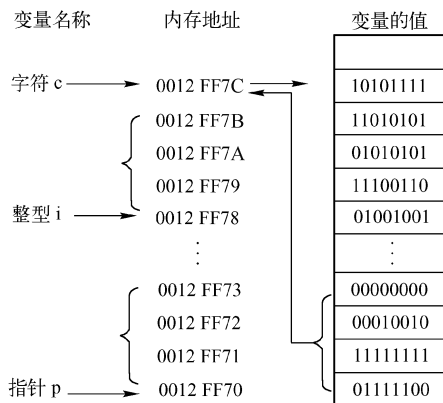 变量名称 内存地址 变量的值
字符 c 0012 FF7C 10101111
0012 FF7B 11010101
0012 FF7A 01010101
0012 FF79 11100110
整型 i 0012 FF78 01001001
0012 FF73 00000000
0012 FF72 00010010
0012 FF71 11111111
指针 p 0012 FF70 01111100